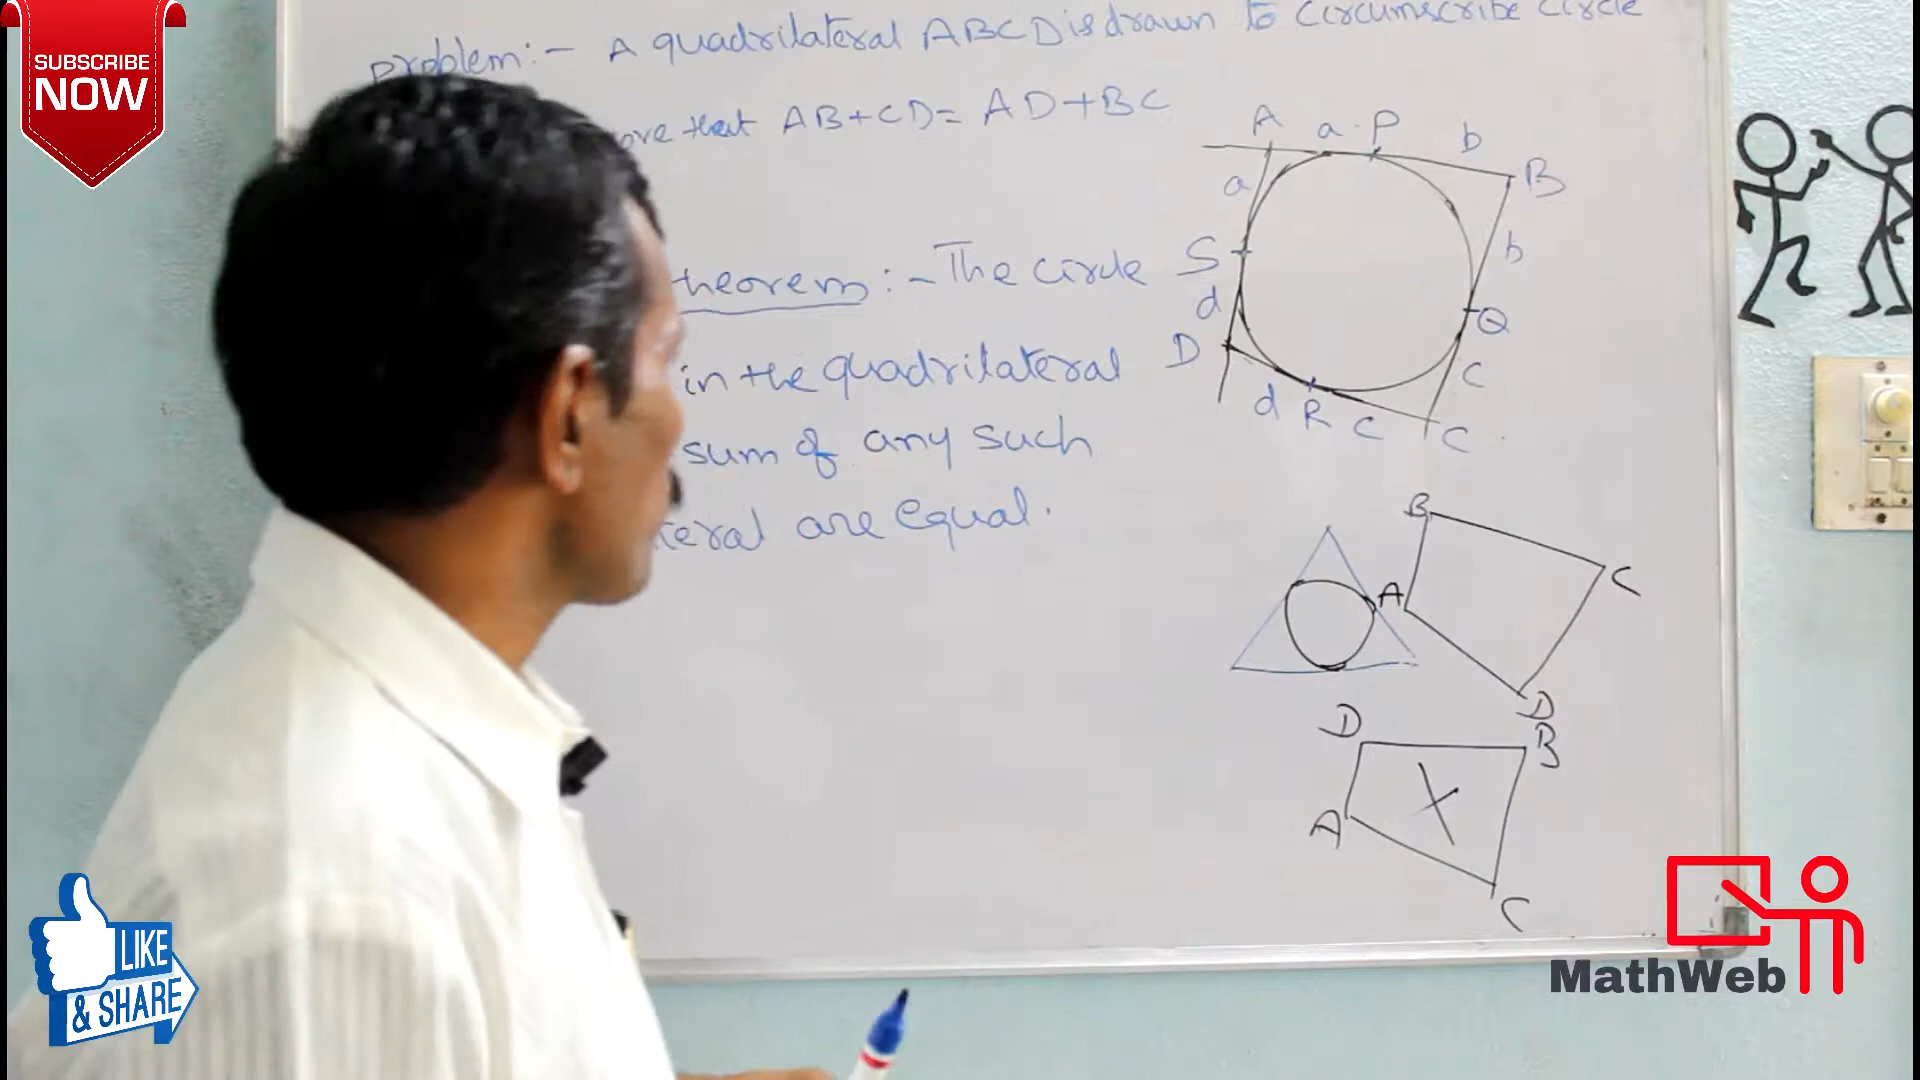 SUBSCRIBE
NOW
problem:- A quadrilateral ABCD is drawn to circumscribe circle
ove that AB+CD= AD+BC
heorem :- The circle
in the quadrilateral
sum of any such
teral are equal.
A a P b
B
a
b
S
Q
d
D
c
d R C
C
B
C
A
D
D
B
A
C
LIKE
& SHARE
MathWeb